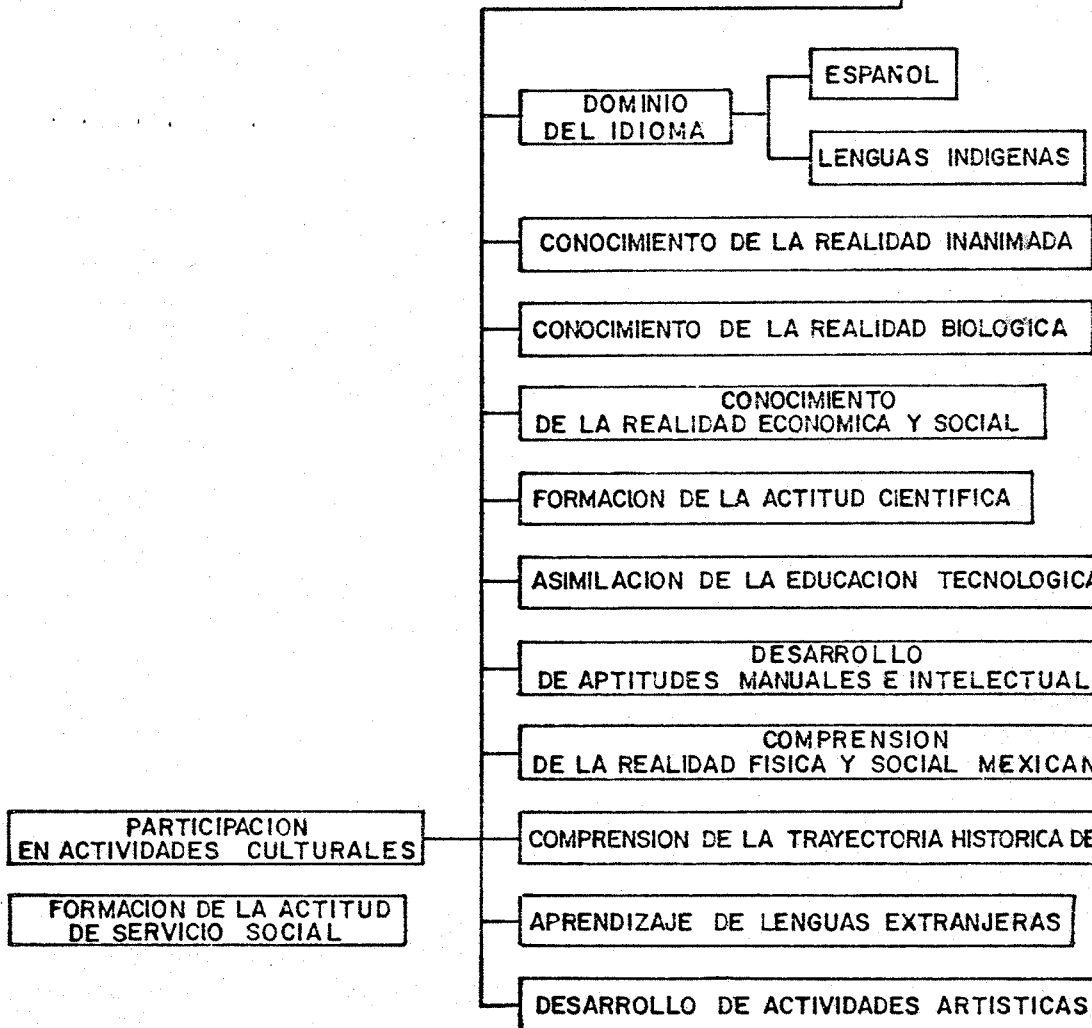 DOMINIO
DEL IDIOMA
ESPAÑOL
LENGUAS INDIGENAS
CONOCIMIENTO DE LA REALIDAD INANIMADA
CONOCIMIENTO DE LA REALIDAD BIOLOGICA
CONOCIMIENTO
DE LA REALIDAD ECONOMICA Y SOCIAL
FORMACION DE LA ACTITUD CIENTIFICA
ASIMILACION DE LA EDUCACION TECNOLOGICA
DESARROLLO
DE APTITUDES MANUALES E INTELECTUAL
COMPRENSION
DE LA REALIDAD FISICA Y SOCIAL MEXICAN
PARTICIPACION
EN ACTIVIDADES CULTURALES
COMPRENSION DE LA TRAYECTORIA HISTORICA DE
FORMACION DE LA ACTITUD
DE SERVICIO SOCIAL
APRENDIZAJE DE LENGUAS EXTRANJERAS
DESARROLLO DE ACTIVIDADES ARTISTICAS